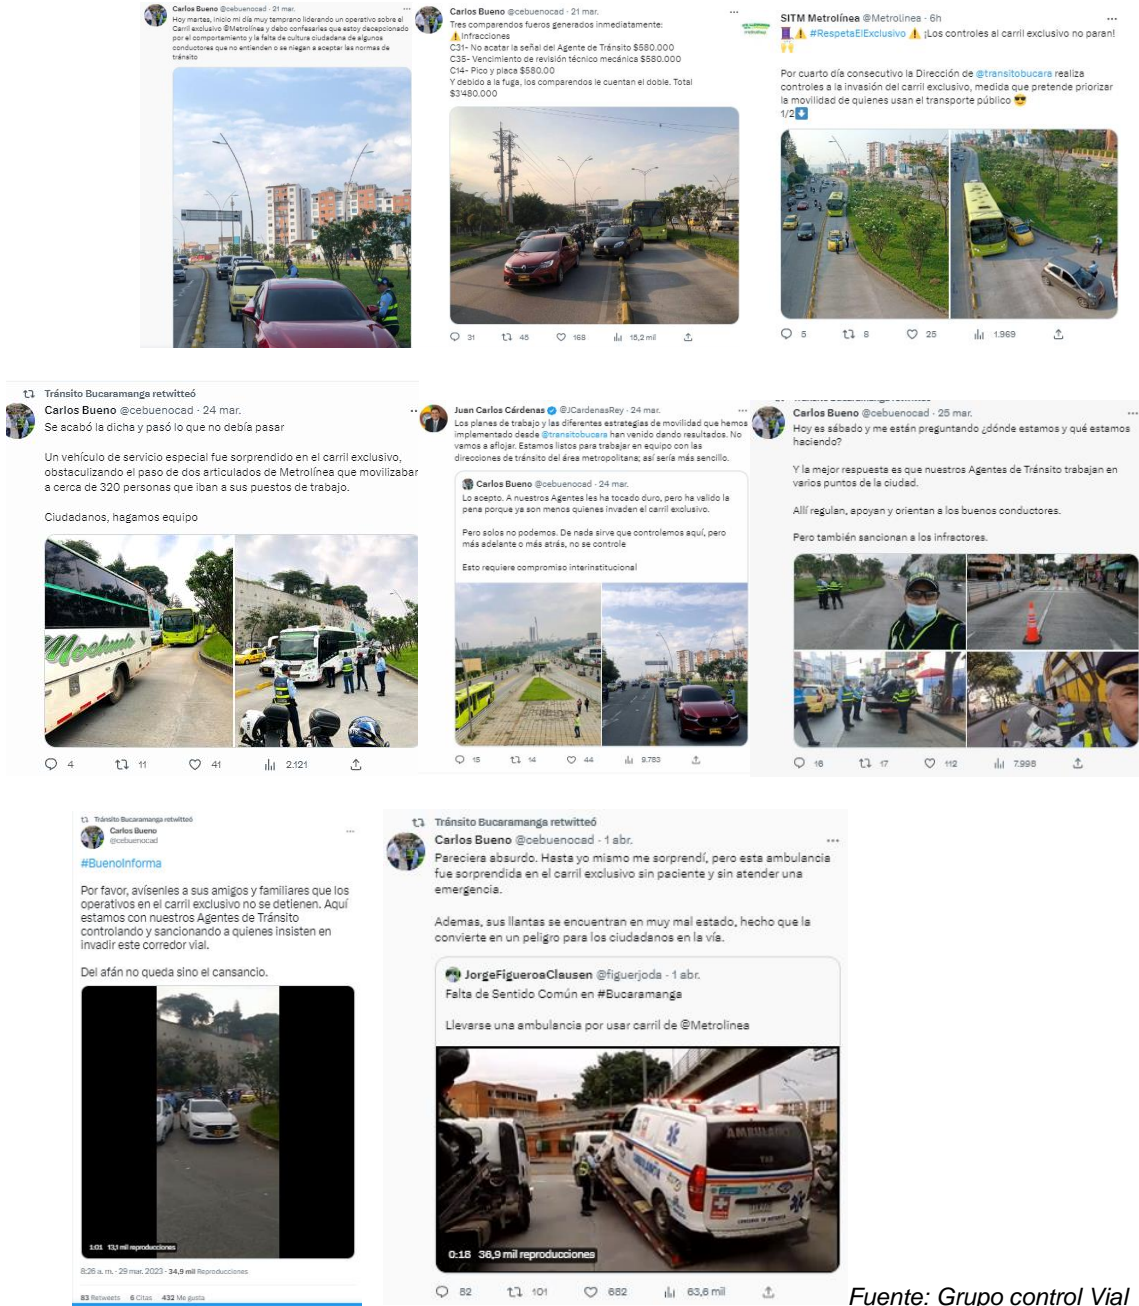 Carlos Bueno @cebuenocad · 21 mar.
Hoy martes, inicio mi día muy temprano liderando un operativo sobre el
Carril exclusivo @Metrolinea y debo confesarles que estoy decepcionado
por el comportamiento y la falta de cultura ciudadana de algunos
conductores que no entienden o se niegan a aceptar las normas de
tránsito
Carlos Bueno @cebuenocad · 21 mar.
Tres comparendos fueros generados inmediatamente:
⚠️Infracciones
C31- No acatar la señal del Agente de Tránsito $580.000
C35- Vencimiento de revisión técnico mecánica $580.000
C14- Pico y placa $580.00
Y debido a la fuga, los comparendos le cuentan el doble. Total
$3'480.000
31 45 168 15,2 mil
SITM Metrolínea @Metrolinea · 6h
#RespetaElExclusivo ⚠️ ¡Los controles al carril exclusivo no paran!
Por cuarto día consecutivo la Dirección de @transitobucara realiza
controles a la invasión del carril exclusivo, medida que pretende priorizar
la movilidad de quienes usan el transporte público 😎
1/2⬇️
5 8 25 1.969
Tránsito Bucaramanga retwitteó
Carlos Bueno @cebuenocad · 24 mar.
Se acabó la dicha y pasó lo que no debía pasar
Un vehículo de servicio especial fue sorprendido en el carril exclusivo,
obstaculizando el paso de dos articulados de Metrolínea que movilizaban
a cerca de 320 personas que iban a sus puestos de trabajo.
Ciudadanos, hagamos equipo
Mochuelo
4 11 41 2.121
Juan Carlos Cárdenas @JCardenasRey · 24 mar.
Los planes de trabajo y las diferentes estrategias de movilidad que hemos
implementado desde @transitobucara han venido dando resultados. No
vamos a aflojar. Estamos listos para trabajar en equipo con las
direcciones de tránsito del área metropolitana; así sería más sencillo.
Carlos Bueno @cebuenocad · 24 mar.
Lo acepto. A nuestros Agentes les ha tocado duro, pero ha valido la
pena porque ya son menos quienes invaden el carril exclusivo.
Pero solos no podemos. De nada sirve que controlemos aquí, pero
más adelante o más atrás, no se controle
Esto requiere compromiso interinstitucional
15 14 44 9.783
Carlos Bueno @cebuenocad · 25 mar.
Hoy es sábado y me están preguntando ¿dónde estamos y qué estamos
haciendo?
Y la mejor respuesta es que nuestros Agentes de Tránsito trabajan en
varios puntos de la ciudad.
Allí regulan, apoyan y orientan a los buenos conductores.
Pero también sancionan a los infractores.
16 17 112 7.998
Tránsito Bucaramanga retwitteó
Carlos Bueno
@cebuenocad
#BuenoInforma
Por favor, avísenles a sus amigos y familiares que los
operativos en el carril exclusivo no se detienen. Aquí
estamos con nuestros Agentes de Tránsito
controlando y sancionando a quienes insisten en
invadir este corredor vial.
Del afán no queda sino el cansancio.
1:01 13,1 mil reproducciones
8:26 a. m. · 29 mar. 2023 · 34,9 mil Reproducciones
83 Retweets 6 Citas 432 Me gusta
Tránsito Bucaramanga retwitteó
Carlos Bueno @cebuenocad · 1 abr.
Pareciera absurdo. Hasta yo mismo me sorprendí, pero esta ambulancia
fue sorprendida en el carril exclusivo sin paciente y sin atender una
emergencia.
Ademas, sus llantas se encuentran en muy mal estado, hecho que la
convierte en un peligro para los ciudadanos en la vía.
JorgeFigueroaClausen @figuerjoda · 1 abr.
Falta de Sentido Común en #Bucaramanga
Llevarse una ambulancia por usar carril de @Metrolinea
AMBULANCIA
0:18 36,9 mil reproducciones
82 101 682 63,6 mil
Fuente: Grupo control Vial